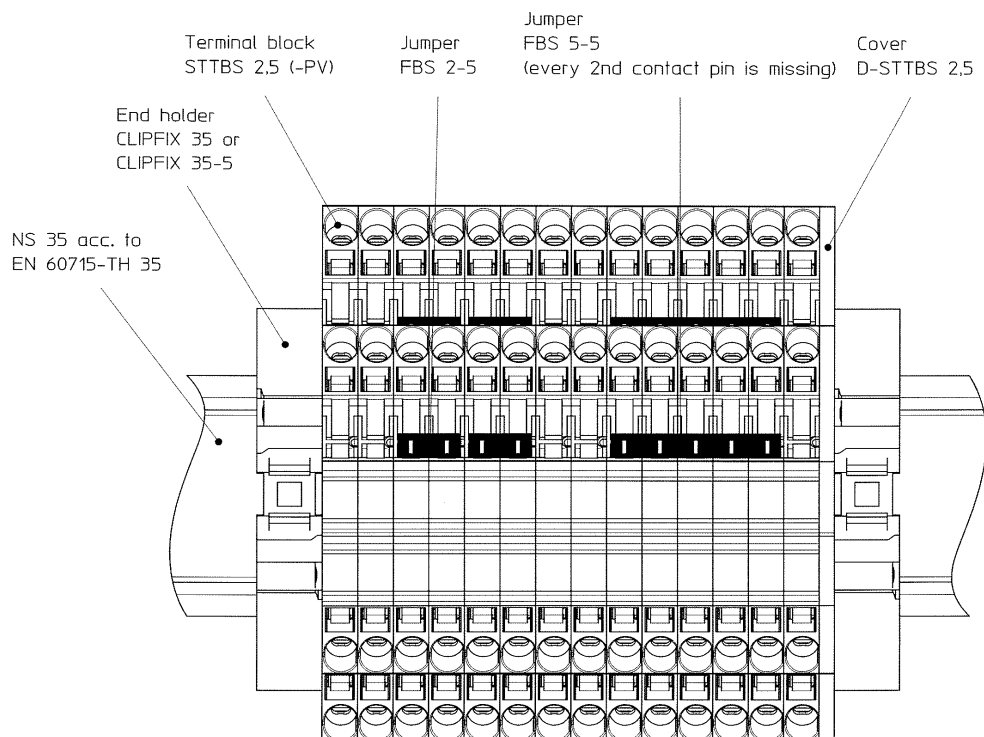 Jumper
FBS 5-5
(every 2nd contact pin is missing)
Terminal block
STTBS 2,5 (-PV)
Jumper
FBS 2-5
Cover
D-STTBS 2,5
End holder
CLIPFIX 35 or
CLIPFIX 35-5
NS 35 acc. to
EN 60715-TH 35